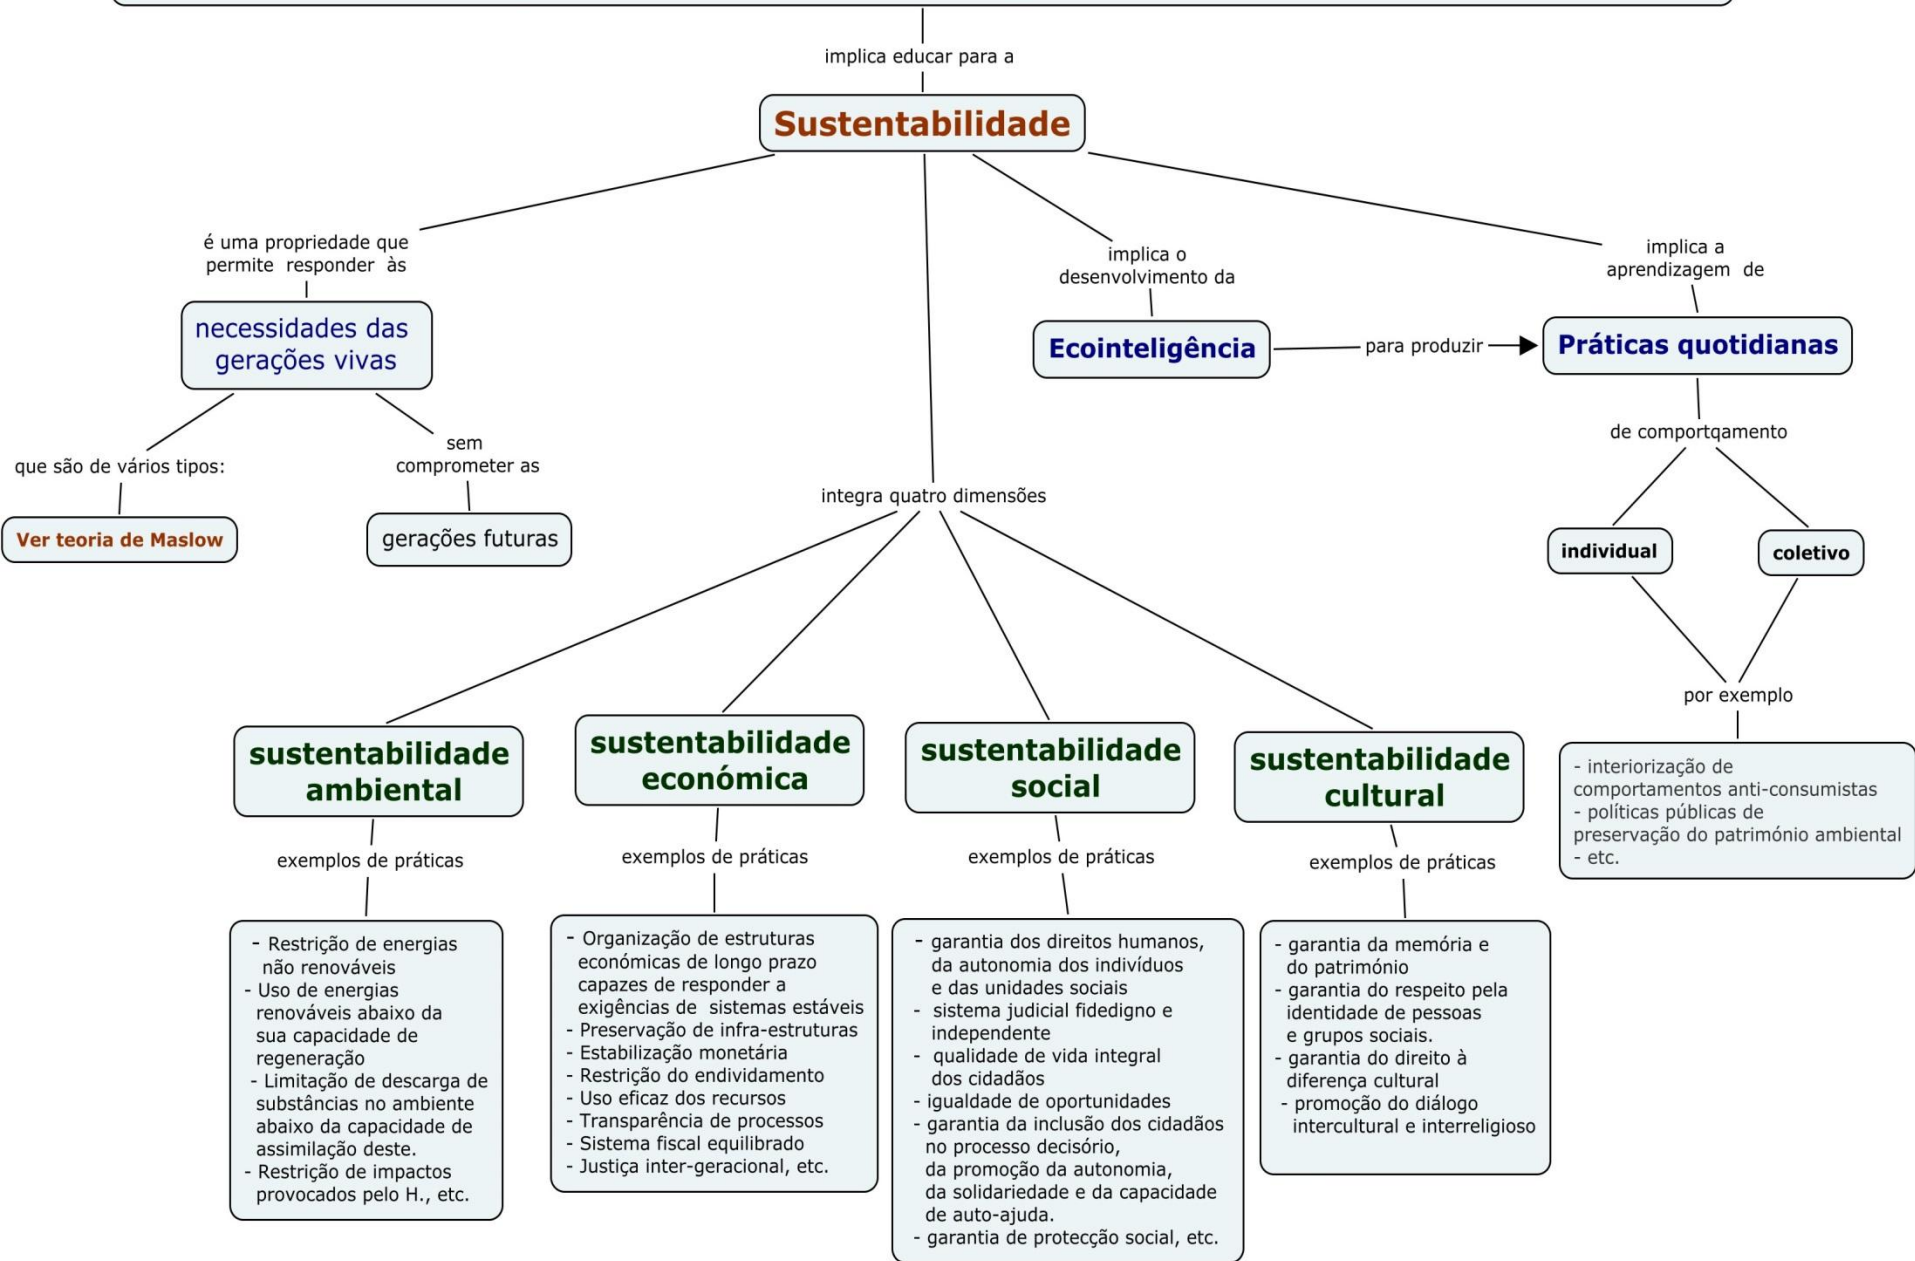 implica educar para a
Sustentabilidade
é uma propriedade que
permite responder às
necessidades das
gerações vivas
que são de vários tipos:
Ver teoria de Maslow
sem
comprometer as
gerações futuras
implica o
desenvolvimento da
Ecointeligência
para produzir
implica a
aprendizagem de
Práticas quotidianas
de comportqamento
individual
coletivo
por exemplo
- interiorização de
comportamentos anti-consumistas
- políticas públicas de
preservação do património ambiental
- etc.
integra quatro dimensões
sustentabilidade
ambiental
exemplos de práticas
- Restrição de energias
não renováveis
- Uso de energias
renováveis abaixo da
sua capacidade de
regeneração
- Limitação de descarga de
substâncias no ambiente
abaixo da capacidade de
assimilação deste.
- Restrição de impactos
provocados pelo H., etc.
sustentabilidade
económica
exemplos de práticas
- Organização de estruturas
económicas de longo prazo
capazes de responder a
exigências de sistemas estáveis
- Preservação de infra-estruturas
- Estabilização monetária
- Restrição do endividamento
- Uso eficaz dos recursos
- Transparência de processos
- Sistema fiscal equilibrado
- Justiça inter-geracional, etc.
sustentabilidade
social
exemplos de práticas
- garantia dos direitos humanos,
da autonomia dos indivíduos
e das unidades sociais
- sistema judicial fidedigno e
independente
- qualidade de vida integral
dos cidadãos
- igualdade de oportunidades
- garantia da inclusão dos cidadãos
no processo decisório,
da promoção da autonomia,
da solidariedade e da capacidade
de auto-ajuda.
- garantia de protecção social, etc.
sustentabilidade
cultural
exemplos de práticas
- garantia da memória e
do património
- garantia do respeito pela
identidade de pessoas
e grupos sociais.
- garantia do direito à
diferença cultural
- promoção do diálogo
intercultural e interreligioso